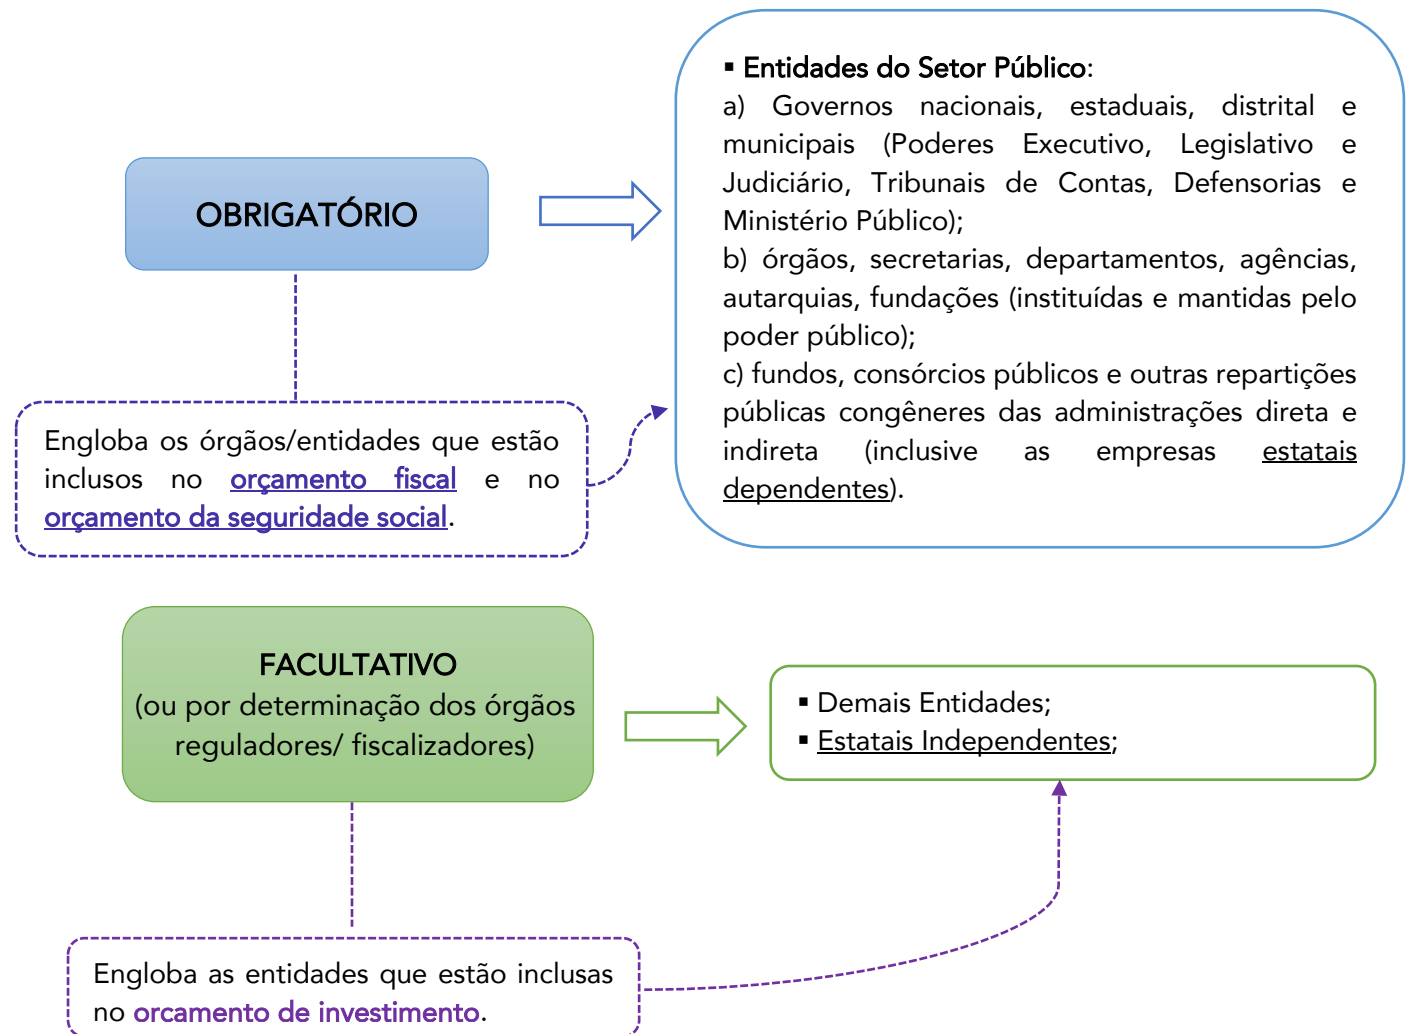 ▪ Entidades do Setor Público:
a) Governos nacionais, estaduais, distrital e
municipais (Poderes Executivo, Legislativo e
Judiciário, Tribunais de Contas, Defensorias e
Ministério Público);
b) órgãos, secretarias, departamentos, agências,
autarquias, fundações (instituídas e mantidas pelo
poder público);
c) fundos, consórcios públicos e outras repartições
públicas congêneres das administrações direta e
indireta (inclusive as empresas estatais
dependentes).
OBRIGATÓRIO
Engloba os órgãos/entidades que estão
inclusos no orçamento fiscal e no
orçamento da seguridade social.
FACULTATIVO
(ou por determinação dos órgãos
reguladores/ fiscalizadores)
▪ Demais Entidades;
▪ Estatais Independentes;
Engloba as entidades que estão inclusas
no orcamento de investimento.